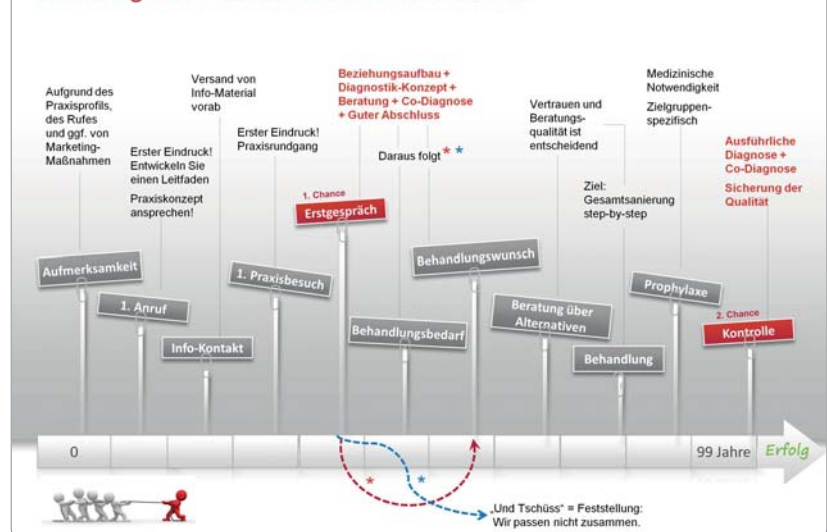 Aufgrund des
Praxisprofils,
des Rufes
und ggf. von
Marketing-
Maßnahmen
Erster Eindruck!
Entwickeln Sie
einen Leitfaden
Praxiskonzept
ansprechen!
Versand von
Info-Material
vorab
Erster Eindruck!
Praxisrundgang
Beziehungsaufbau +
Diagnostik-Konzept +
Beratung + Co-Diagnose
+ Guter Abschluss
Daraus folgt * *
Vertrauen und
Beratungs-
qualität ist
entscheidend
Ziel:
Gesamtsanierung
step-by-step
Medizinische
Notwendigkeit
Zielgruppen-
spezifisch
Ausführliche
Diagnose +
Co-Diagnose
Sicherung der
Qualität
Aufmerksamkeit
1. Anruf
Info-Kontakt
1. Praxisbesuch
1. Chance
Erstgespräch
Behandlungsbedarf
Behandlungswunsch
Beratung über
Alternativen
Behandlung
Prophylaxe
2. Chance
Kontrolle
0
99 Jahre
Erfolg
* *
„Und Tschüss“ = Feststellung:
Wir passen nicht zusammen.